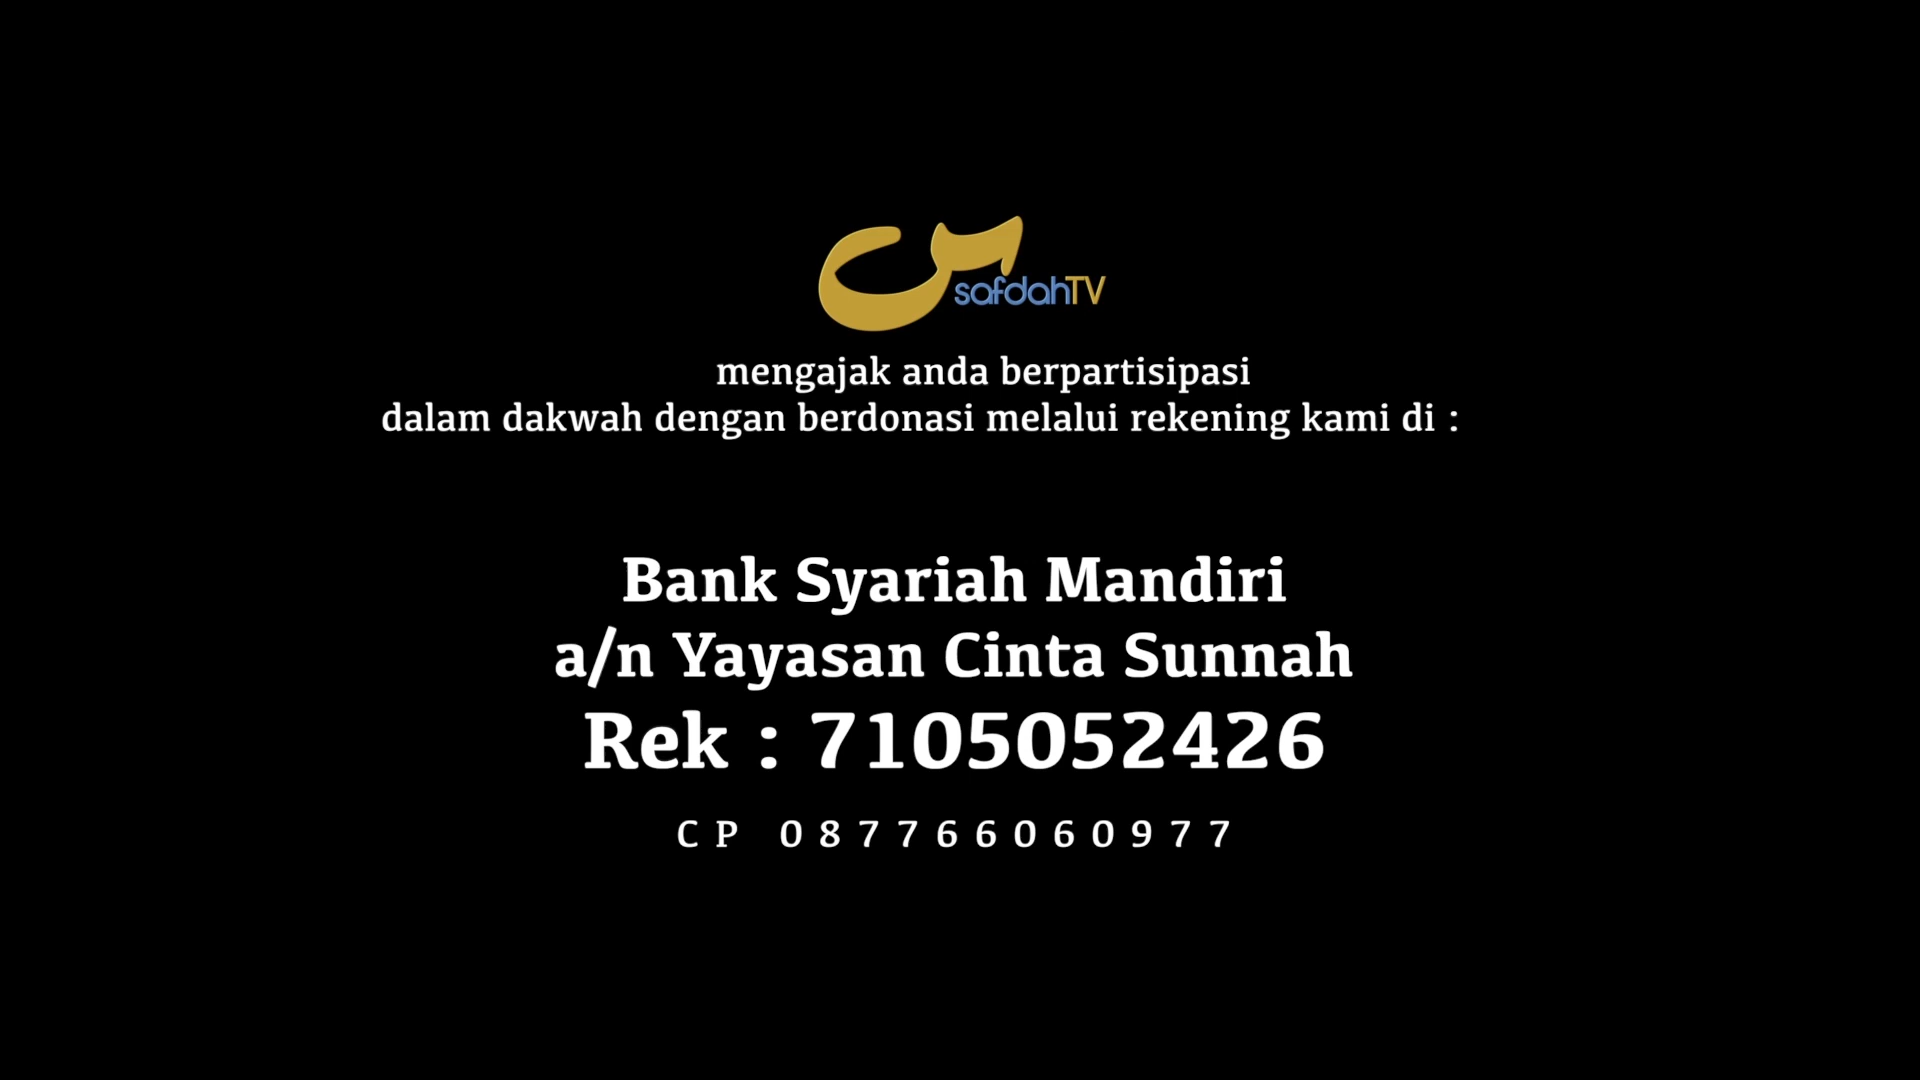 safdahTV
mengajak anda berpartisipasi
dalam dakwah dengan berdonasi melalui rekening kami di :
Bank Syariah Mandiri
a/n Yayasan Cinta Sunnah
Rek : 7105052426
CP 087766060977